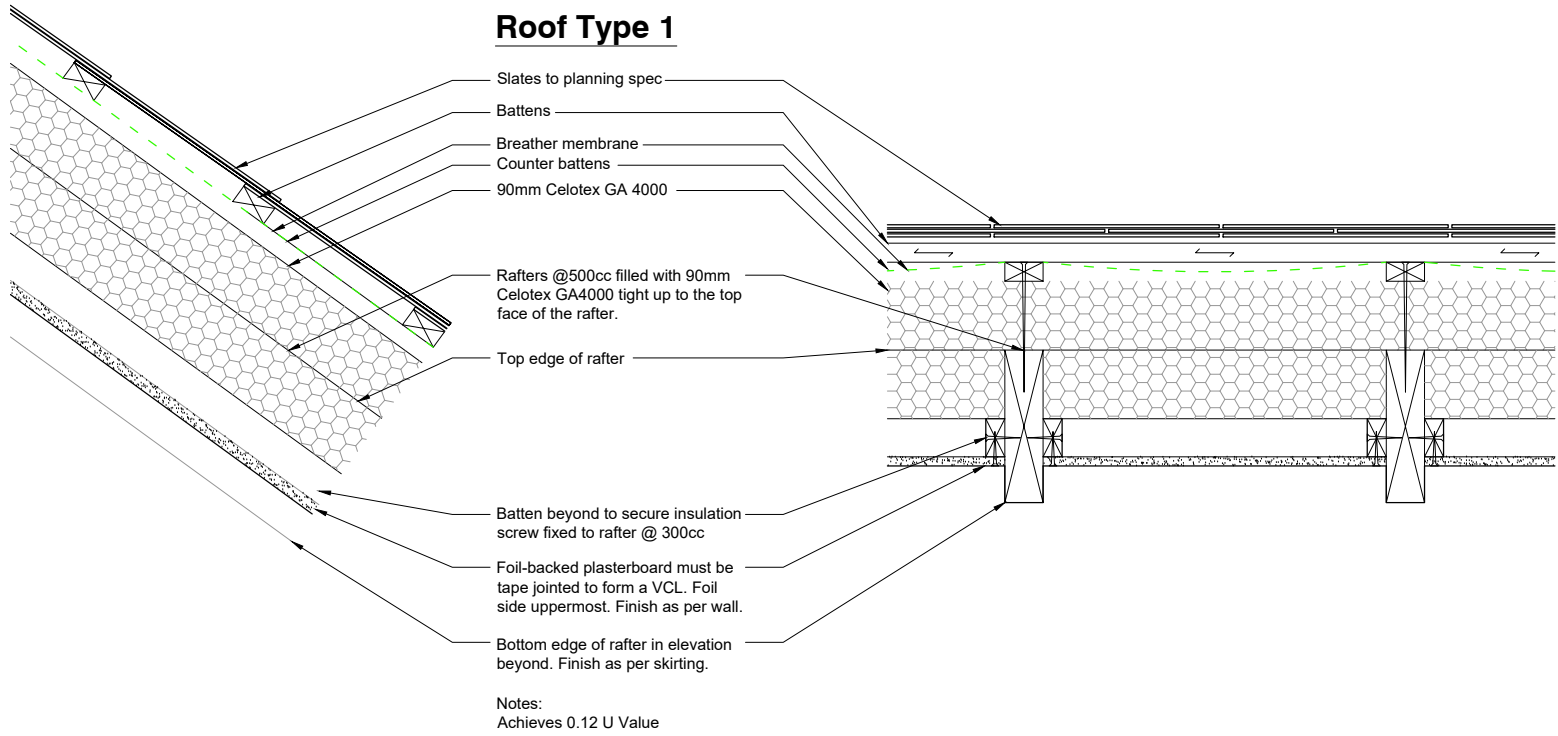 Roof Type 1
Slates to planning spec
Battens
Breather membrane
Counter battens
90mm Celotex GA 4000
Rafters @500cc filled with 90mm
Celotex GA4000 tight up to the top
face of the rafter.
Top edge of rafter
Batten beyond to secure insulation
screw fixed to rafter @ 300cc
Foil-backed plasterboard must be
tape jointed to form a VCL. Foil
side uppermost. Finish as per wall.
Bottom edge of rafter in elevation
beyond. Finish as per skirting.
Notes:
Achieves 0.12 U Value